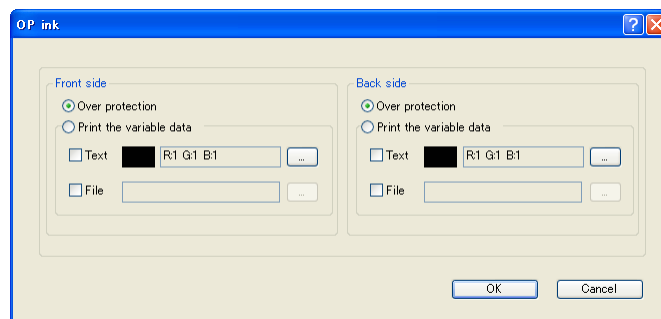 OP ink
Front side
Over protection
Print the variable data
Text R:1 G:1 B:1 ...
File ...
Back side
Over protection
Print the variable data
Text R:1 G:1 B:1 ...
File ...
OK Cancel